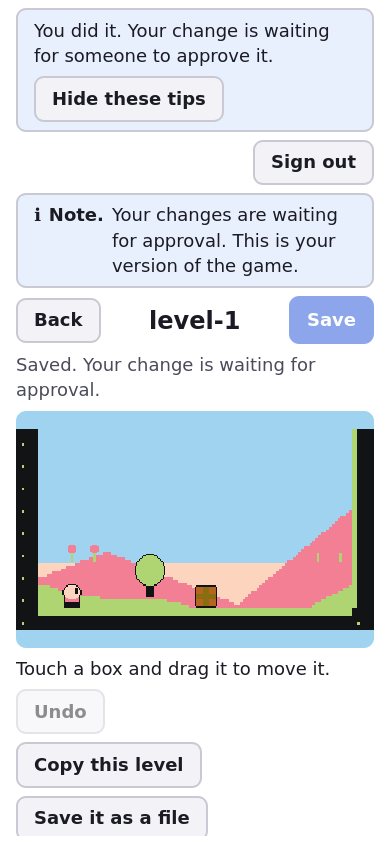 You did it. Your change is waiting
for someone to approve it.
Hide these tips
Sign out
ℹ Note. Your changes are waiting
for approval. This is your
version of the game.
Back
level-1
Save
Saved. Your change is waiting for
approval.
Touch a box and drag it to move it.
Undo
Copy this level
Save it as a file